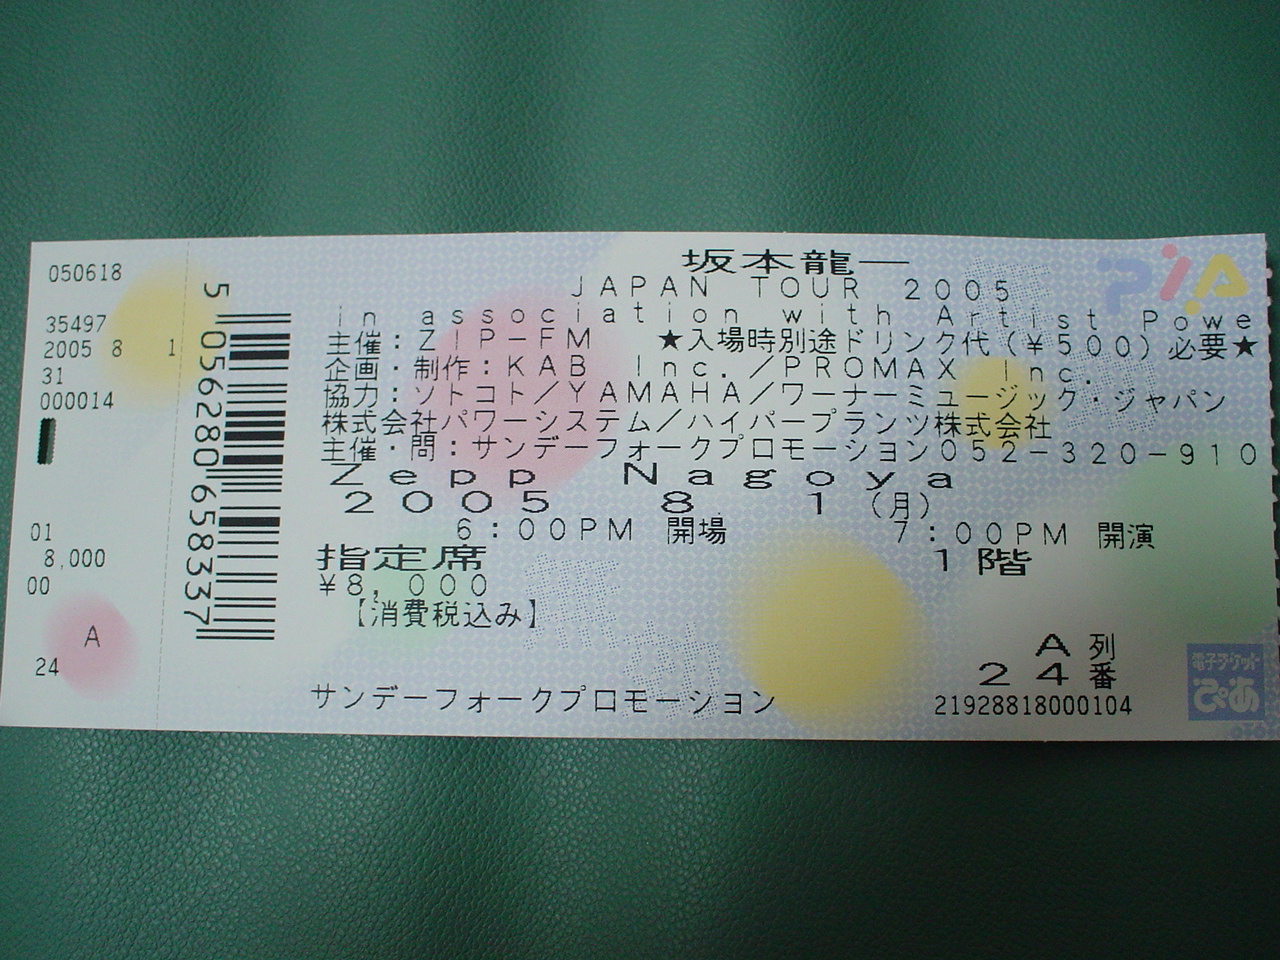 050618
35497
2005 8 1
31
000014
01
8,000
00
A
24
5 056280 658337
PIA
坂本龍一
JAPAN TOUR 2005
in association with Artist Powe
主催：ZIP-FM ★入場時別途ドリンク代(¥500)必要★
企画・制作：KAB Inc./PROMAX Inc.
協力：ソトコト/YAMAHA/ワーナーミュージック・ジャパン
株式会社パワーシステム/ハイパープランツ株式会社
主催・問：サンデーフォークプロモーション052-320-910
Zepp Nagoya
2005 8 1 (月)
6:00PM 開場 7:00PM 開演
指定席 1階
¥8,000
【消費税込み】
A列
24番
サンデーフォークプロモーション
21928818000104
電子チケット
ぴあ